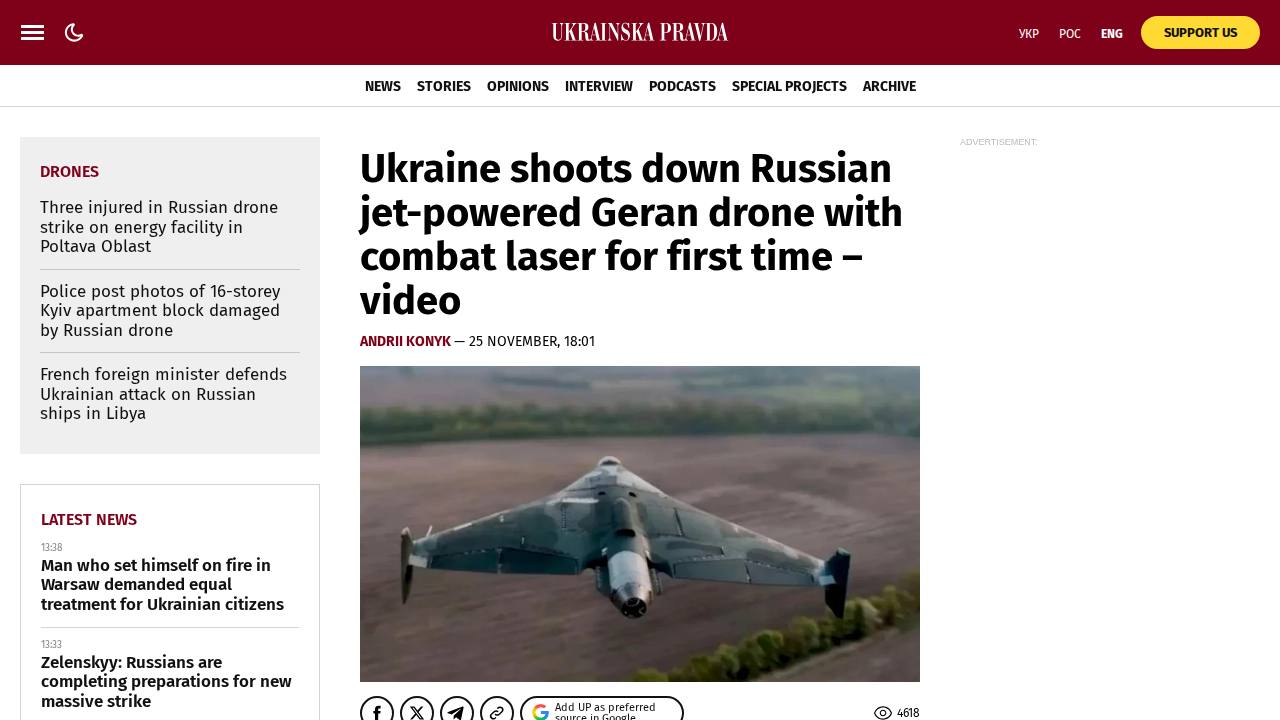 UKRAINSKA PRAVDA
УКР
РОС
ENG
SUPPORT US
NEWS
STORIES
OPINIONS
INTERVIEW
PODCASTS
SPECIAL PROJECTS
ARCHIVE
DRONES
Three injured in Russian drone
strike on energy facility in
Poltava Oblast
Police post photos of 16-storey
Kyiv apartment block damaged
by Russian drone
French foreign minister defends
Ukrainian attack on Russian
ships in Libya
LATEST NEWS
13:38
Man who set himself on fire in
Warsaw demanded equal
treatment for Ukrainian citizens
13:33
Zelenskyy: Russians are
completing preparations for new
massive strike
Ukraine shoots down Russian
jet-powered Geran drone with
combat laser for first time –
video
ANDRII KONYK — 25 NOVEMBER, 18:01
Add UP as preferred
source in Google
4618
ADVERTISEMENT: